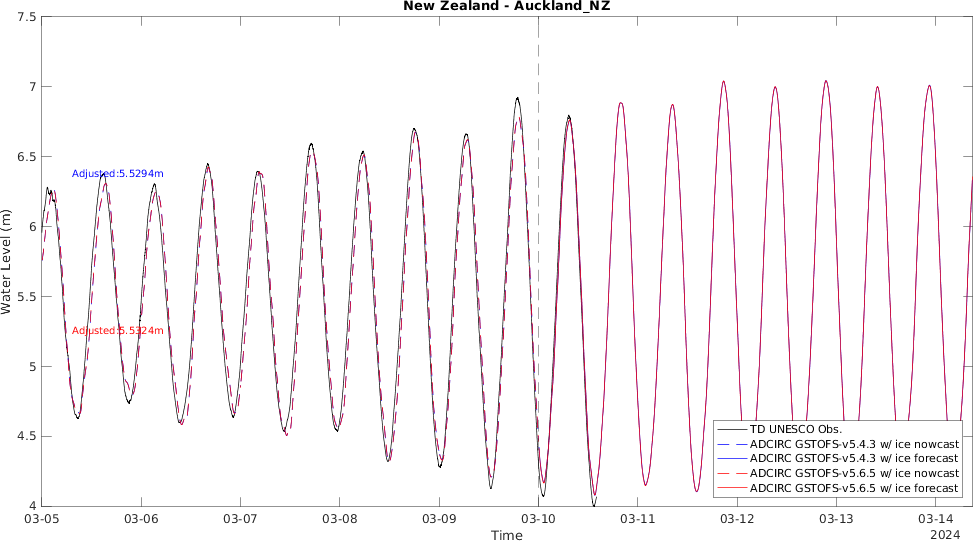 New Zealand - Auckland_NZ
7.5
7
6.5
6
5.5
5
4.5
4
Water Level (m)
Adjusted:5.5294m
Adjusted:5.5324m
TD UNESCO Obs.
ADCIRC GSTOFS-v5.4.3 w/ ice nowcast
ADCIRC GSTOFS-v5.4.3 w/ ice forecast
ADCIRC GSTOFS-v5.6.5 w/ ice nowcast
ADCIRC GSTOFS-v5.6.5 w/ ice forecast
03-05 03-06 03-07 03-08 03-09 03-10 03-11 03-12 03-13 03-14
Time
2024